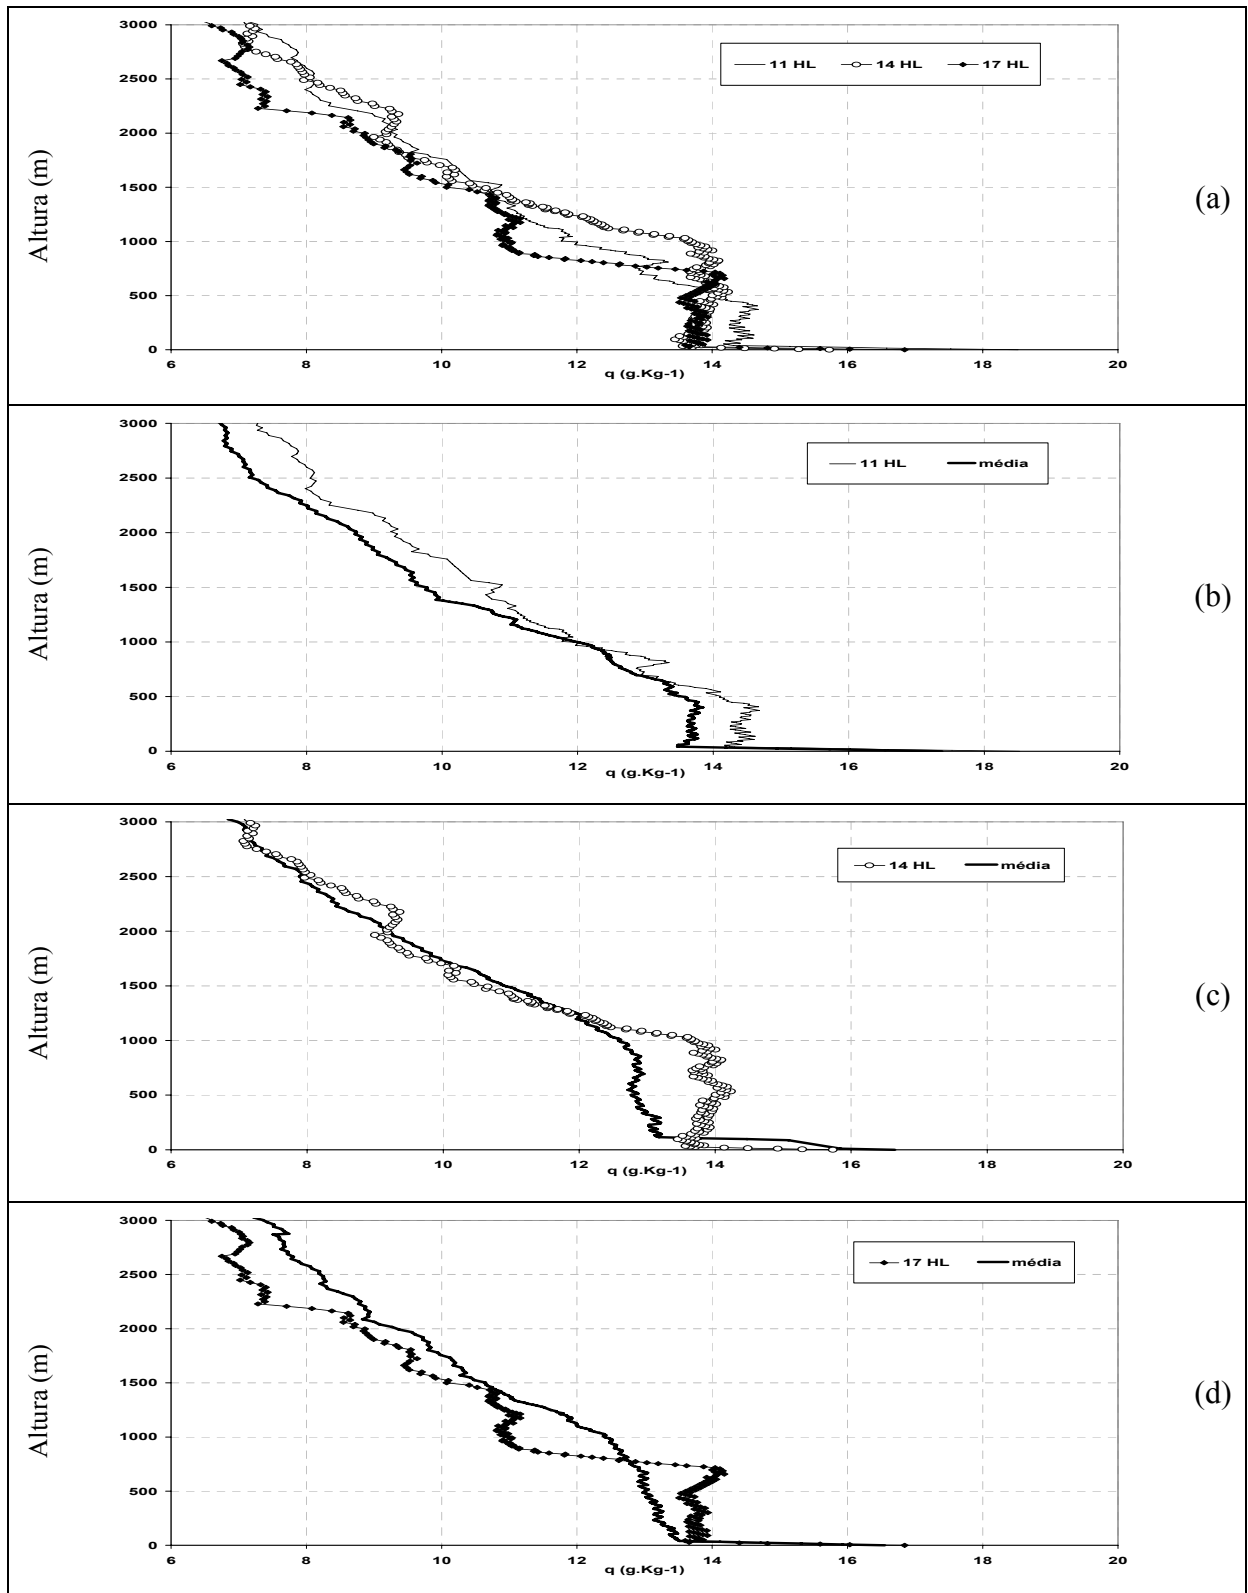 3000
2500
2000
1500
1000
500
0
Altura (m)
11 HL 14 HL 17 HL
(a)
6 8 10 12 14 16 18 20
q (g.Kg-1)
3000
2500
2000
1500
1000
500
0
Altura (m)
11 HL média
(b)
6 8 10 12 14 16 18 20
q (g.Kg-1)
3000
2500
2000
1500
1000
500
0
Altura (m)
14 HL média
(c)
6 8 10 12 14 16 18 20
q (g.Kg-1)
3000
2500
2000
1500
1000
500
0
Altura (m)
17 HL média
(d)
6 8 10 12 14 16 18 20
q (g.Kg-1)